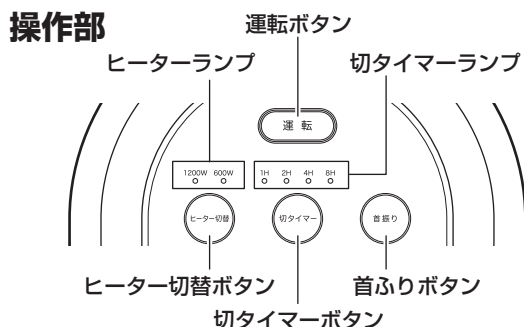 操作部
運転ボタン
ヒーターランプ
切タイマーランプ
運 転
1200W 600W
1H 2H 4H 8H
ヒーター切替
切タイマー
首振り
ヒーター切替ボタン
首ふりボタン
切タイマーボタン